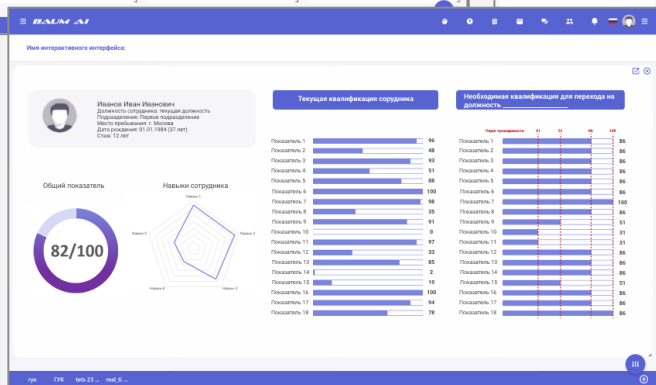 BAUM AI
Имя интерактивного интерфейса:
Иванов Иван Иванович
Должность сотрудника: текущая должность
Подразделение: Первое подразделение
Место пребывания: г. Москва
Дата рождения: 01.01.1984 (37 лет)
Стаж: 12 лет
Общий показатель
82/100
Навыки сотрудника
Навык 1
Навык 2
Навык 3
Навык 4
Навык 5
Текущая квалификация сорудника
Показатель 1 96
Показатель 2 48
Показатель 3 93
Показатель 4 51
Показатель 5 88
Показатель 6 100
Показатель 7 98
Показатель 8 35
Показатель 9 91
Показатель 10 0
Показатель 11 97
Показатель 12 33
Показатель 13 85
Показатель 14 2
Показатель 15 19
Показатель 16 100
Показатель 17 94
Показатель 18 78
Необходимая квалификация для перехода на
должность ____________________
31 51 86 100
Показатель 1 86
Показатель 2 86
Показатель 3 86
Показатель 4 86
Показатель 5 86
Показатель 6 86
Показатель 7 100
Показатель 8 86
Показатель 9 51
Показатель 10 31
Показатель 11 31
Показатель 12 86
Показатель 13 86
Показатель 14 86
Показатель 15 51
Показатель 16 86
Показатель 17 86
Показатель 18 86
гук ГУК tets 23 ... real_ti ...